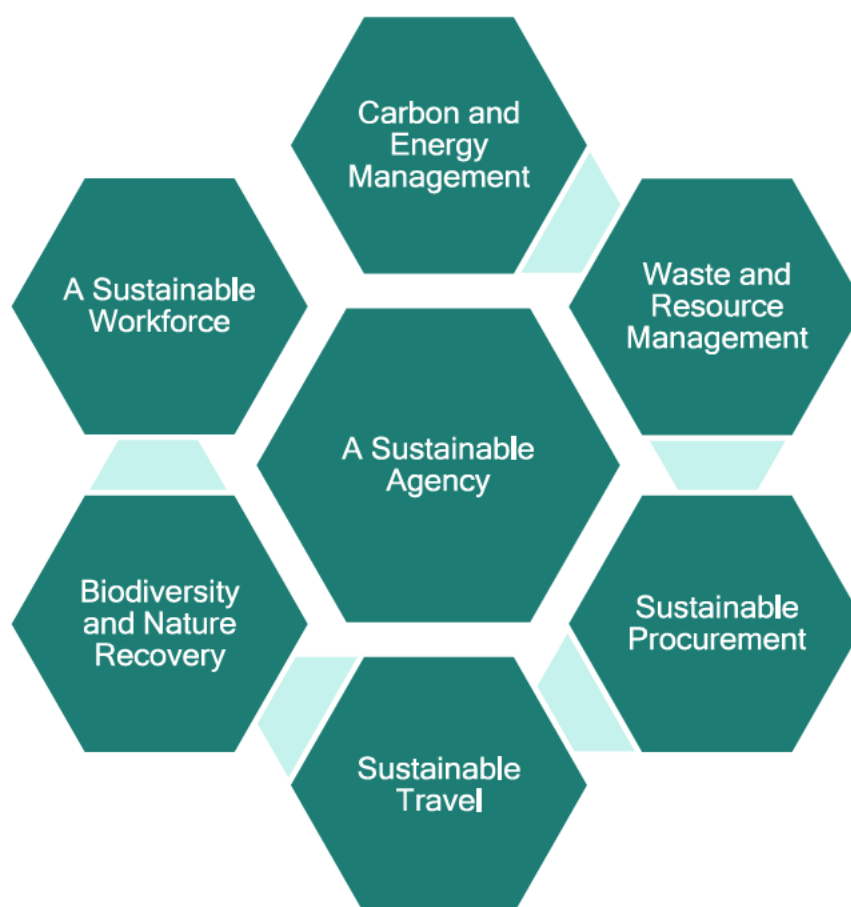 Carbon and
Energy
Management
A Sustainable
Workforce
Waste and
Resource
Management
A Sustainable
Agency
Biodiversity
and Nature
Recovery
Sustainable
Procurement
Sustainable
Travel